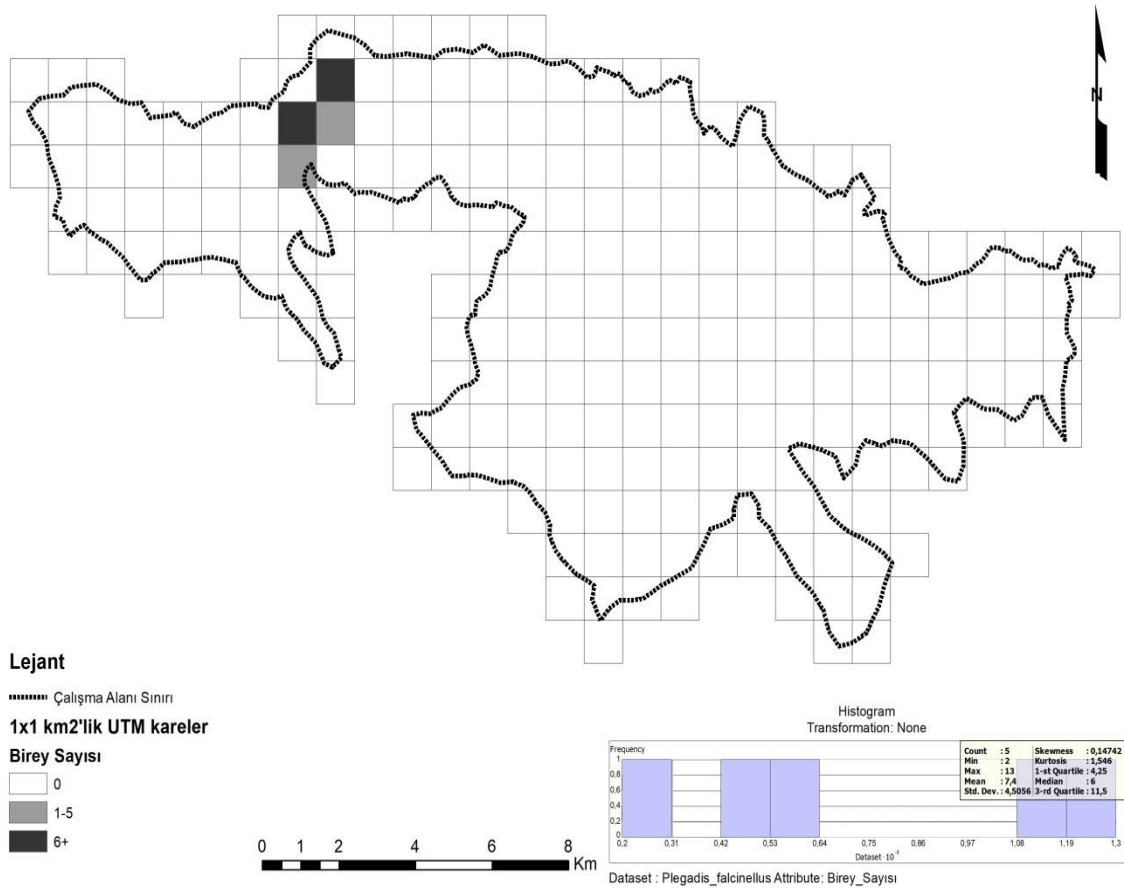 N
Lejant
Çalışma Alanı Sınırı
1x1 km2'lik UTM kareler
Birey Sayısı
0
1-5
6+
0 1 2 4 6 8
Km
Histogram
Transformation: None
Frequency
1
0,8
0,6
0,4
0,2
0
0,2 0,31 0,42 0,53 0,64 0,75 0,86 0,97 1,08 1,19 1,3
Dataset ·10⁻¹
Count : 5 Skewness : 0,14742
Min : 2 Kurtosis : 1,546
Max : 13 1-st Quartile : 4,25
Mean : 7,4 Median : 6
Std. Dev. : 4,5056 3-rd Quartile : 11,5
Dataset : Plegadis_falcinellus Attribute: Birey_Sayısı